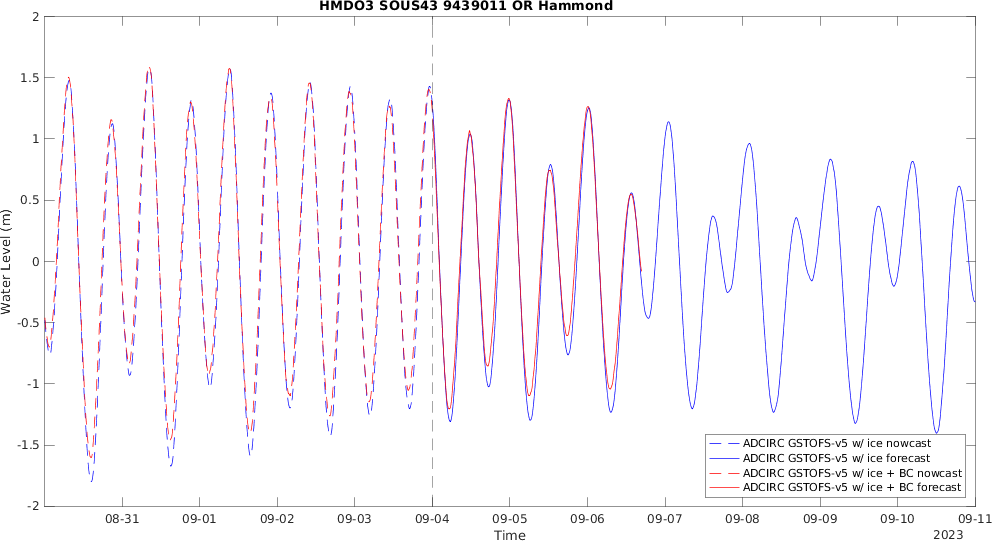 HMDO3 SOUS43 9439011 OR Hammond
2
1.5
1
0.5
0
-0.5
-1
-1.5
-2
Water Level (m)
ADCIRC GSTOFS-v5 w/ ice nowcast
ADCIRC GSTOFS-v5 w/ ice forecast
ADCIRC GSTOFS-v5 w/ ice + BC nowcast
ADCIRC GSTOFS-v5 w/ ice + BC forecast
08-31 09-01 09-02 09-03 09-04 09-05 09-06 09-07 09-08 09-09 09-10 09-11
Time
2023